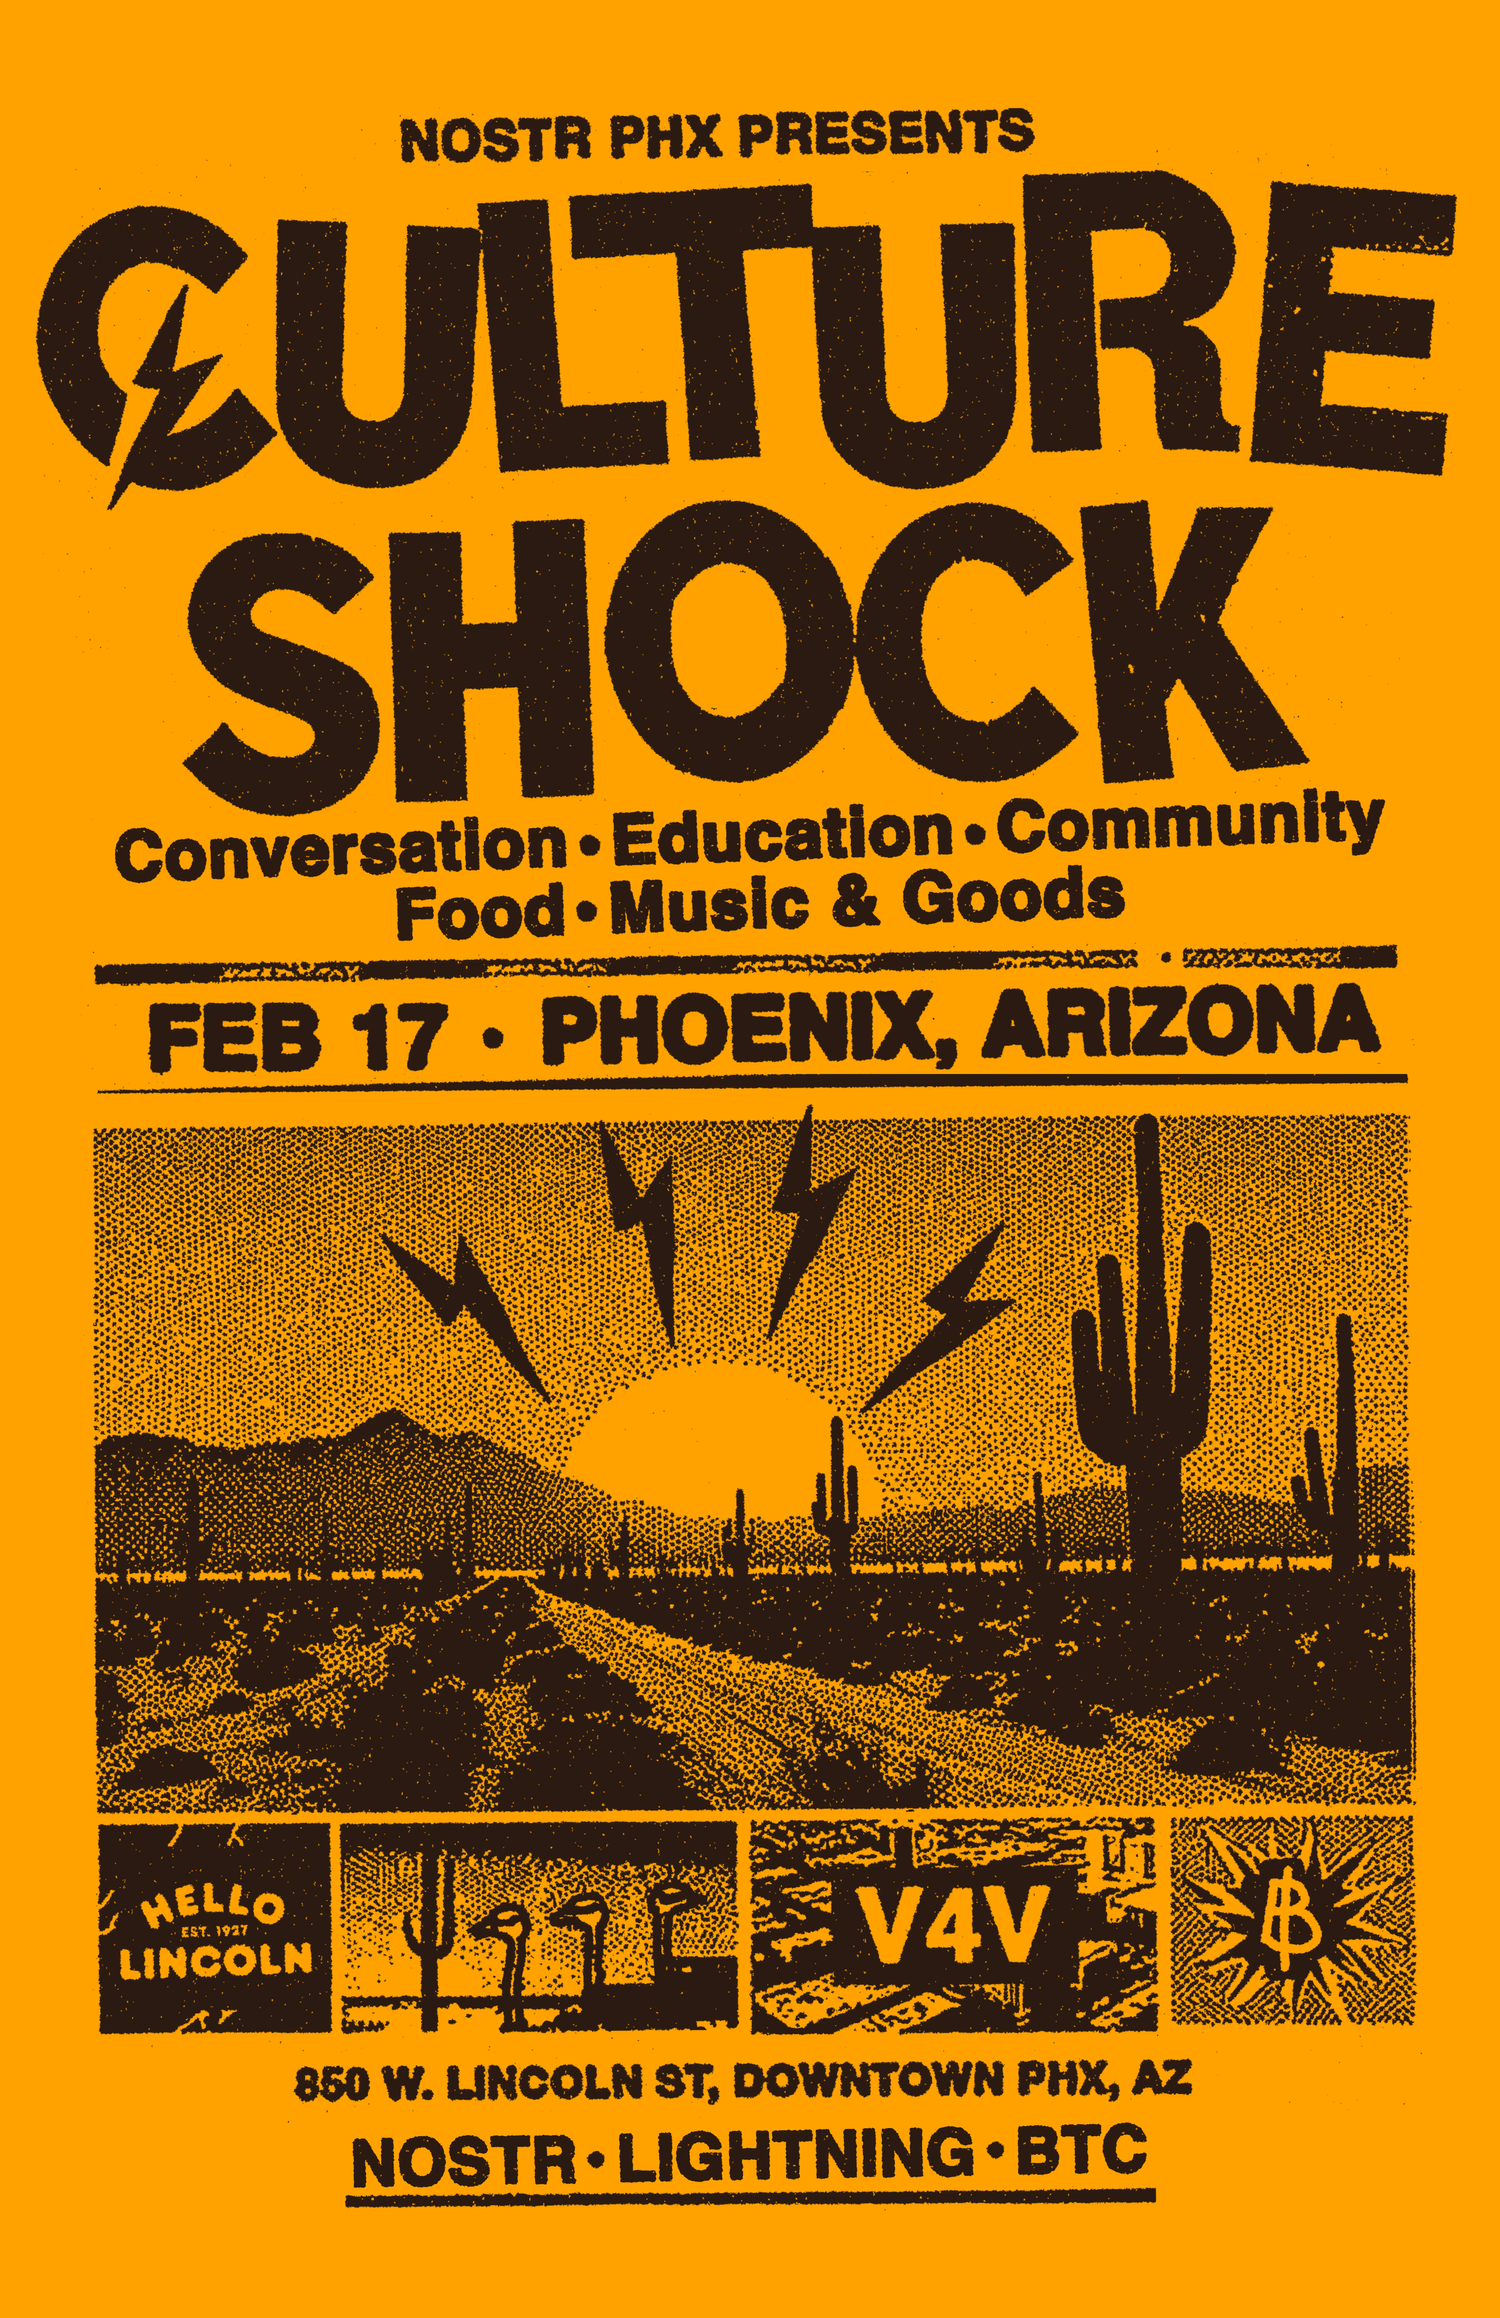 NOSTR PHX PRESENTS
CULTURE
SHOCK
Conversation • Education • Community
Food • Music & Goods
FEB 17 • PHOENIX, ARIZONA
HELLO
EST. 1927
LINCOLN
V4V
850 W. LINCOLN ST, DOWNTOWN PHX, AZ
NOSTR • LIGHTNING • BTC